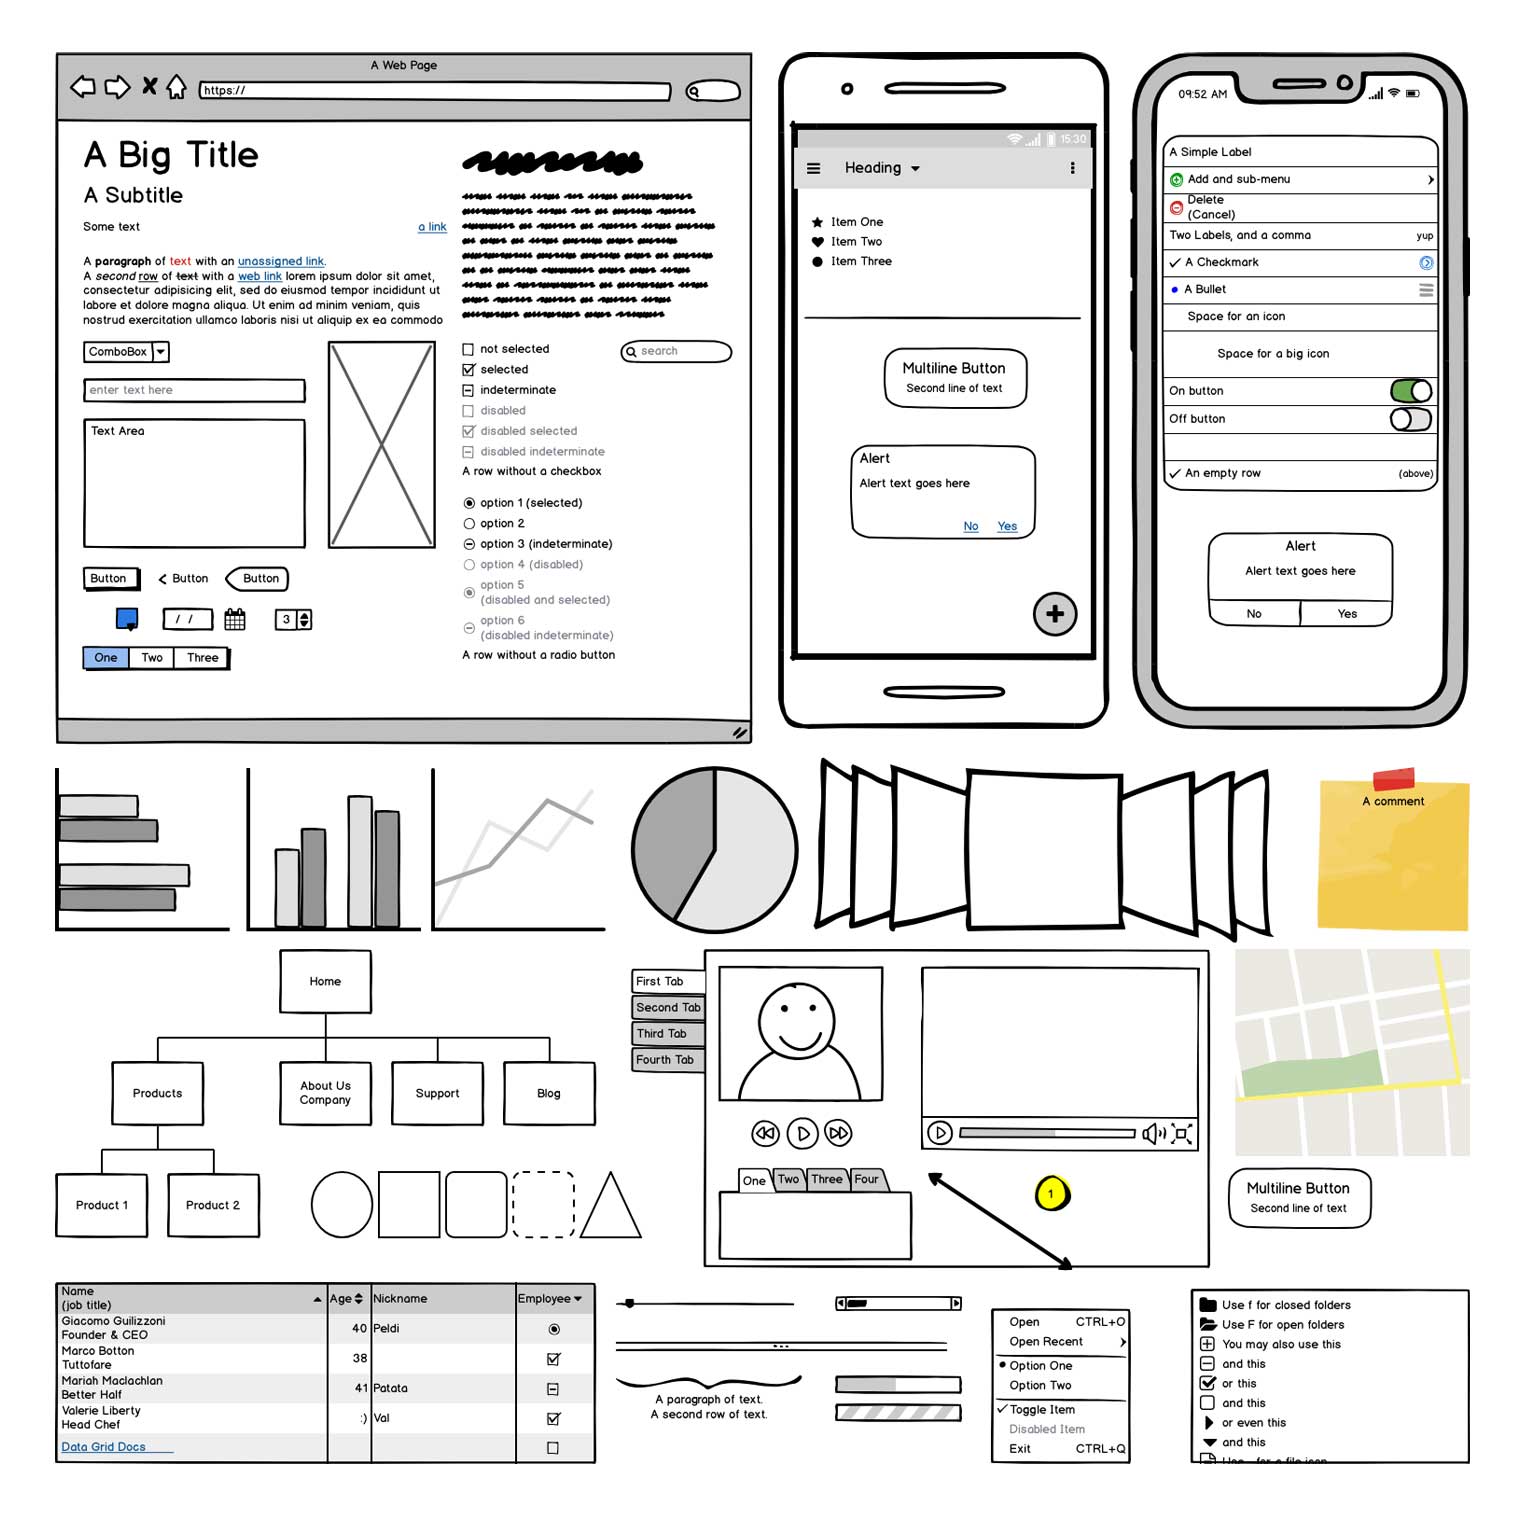 A Web Page
https://
A Big Title
A Subtitle
Some text
a link
A paragraph of text with an unassigned link.
A second row of text with a web link lorem ipsum dolor sit amet,
consectetur adipisicing elit, sed do eiusmod tempor incididunt ut
labore et dolore magna aliqua. Ut enim ad minim veniam, quis
nostrud exercitation ullamco laboris nisi ut aliquip ex ea commodo
ComboBox
enter text here
Text Area
Button
Button
Button
/ /
3
One
Two
Three
not selected
selected
indeterminate
disabled
disabled selected
disabled indeterminate
A row without a checkbox
option 1 (selected)
option 2
option 3 (indeterminate)
option 4 (disabled)
option 5
(disabled and selected)
option 6
(disabled indeterminate)
A row without a radio button
search
15:30
Heading
Item One
Item Two
Item Three
Multiline Button
Second line of text
Alert
Alert text goes here
No
Yes
09:52 AM
A Simple Label
Add and sub-menu
Delete
(Cancel)
Two Labels, and a comma
yup
A Checkmark
A Bullet
Space for an icon
Space for a big icon
On button
Off button
An empty row
(above)
Alert
Alert text goes here
No
Yes
A comment
Home
Products
About Us
Company
Support
Blog
Product 1
Product 2
First Tab
Second Tab
Third Tab
Fourth Tab
One
Two
Three
Four
1
Multiline Button
Second line of text
Name
(job title)
Age
Nickname
Employee
Giacomo Guilizzoni
Founder & CEO
40
Peldi
Marco Botton
Tuttofare
38
Mariah Maclachlan
Better Half
41
Patata
Valerie Liberty
Head Chef
:)
Val
Data Grid Docs
A paragraph of text.
A second row of text.
Open CTRL+O
Open Recent
Option One
Option Two
Toggle Item
Disabled Item
Exit CTRL+Q
Use f for closed folders
Use F for open folders
You may also use this
and this
or this
and this
or even this
and this